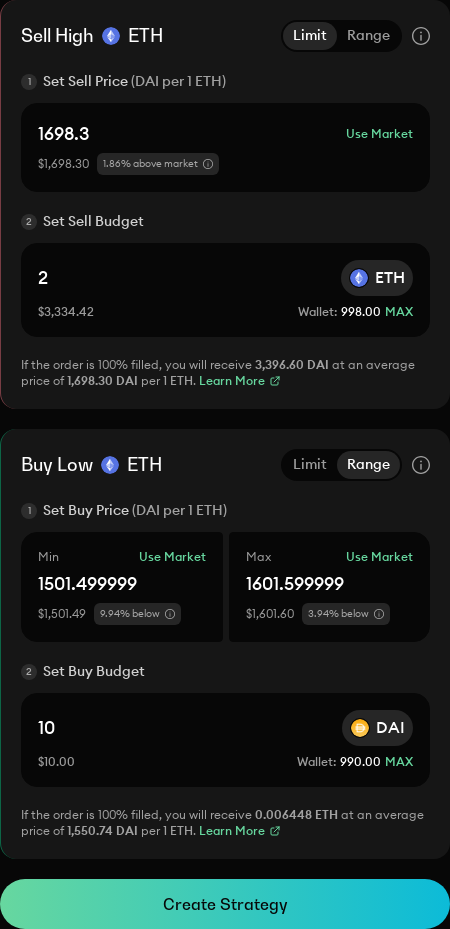 Sell High ETH Limit Range
1 Set Sell Price (DAI per 1 ETH)
1698.3 Use Market
$1,698.30 1.86% above market
2 Set Sell Budget
2 ETH
$3,334.42 Wallet: 998.00 MAX
If the order is 100% filled, you will receive 3,396.60 DAI at an average
price of 1,698.30 DAI per 1 ETH. Learn More
Buy Low ETH Limit Range
1 Set Buy Price (DAI per 1 ETH)
Min Use Market Max Use Market
1501.499999 1601.599999
$1,501.49 9.94% below $1,601.60 3.94% below
2 Set Buy Budget
10 DAI
$10.00 Wallet: 990.00 MAX
If the order is 100% filled, you will receive 0.006448 ETH at an average
price of 1,550.74 DAI per 1 ETH. Learn More
Create Strategy